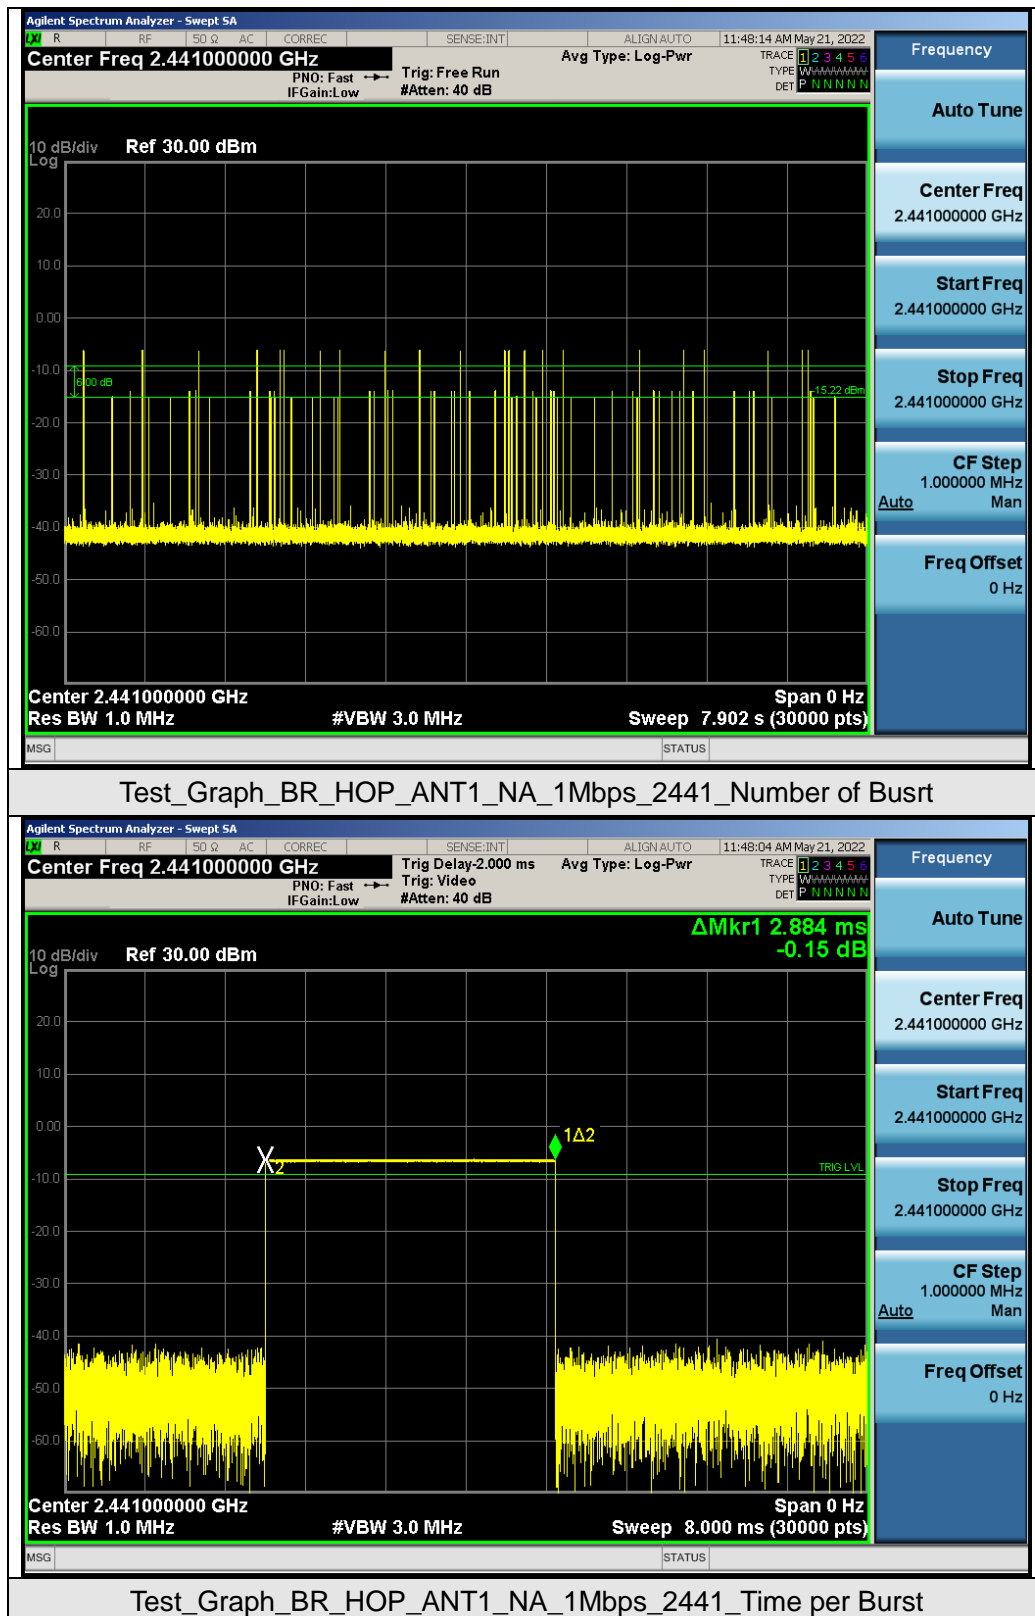 Agilent Spectrum Analyzer - Swept SA
LXI R RF 50 Ω AC CORREC SENSE:INT ALIGN AUTO 11:48:14 AM May 21, 2022
Center Freq 2.441000000 GHz
PNO: Fast
IFGain:Low
Trig: Free Run
#Atten: 40 dB
Avg Type: Log-Pwr
TRACE 1 2 3 4 5 6
TYPE W
DET P N N N N N
10 dB/div
Log
Ref 30.00 dBm
20.0
10.0
0.00
-10.0
-20.0
-30.0
-40.0
-50.0
-60.0
6.00 dB
-15.22 dBm
Center 2.441000000 GHz
Span 0 Hz
Res BW 1.0 MHz
#VBW 3.0 MHz
Sweep 7.902 s (30000 pts)
MSG
STATUS
Frequency
Auto Tune
Center Freq
2.441000000 GHz
Start Freq
2.441000000 GHz
Stop Freq
2.441000000 GHz
CF Step
1.000000 MHz
Auto Man
Freq Offset
0 Hz
Test_Graph_BR_HOP_ANT1_NA_1Mbps_2441_Number of Busrt
Agilent Spectrum Analyzer - Swept SA
LXI R RF 50 Ω AC CORREC SENSE:INT ALIGN AUTO 11:48:04 AM May 21, 2022
Center Freq 2.441000000 GHz
PNO: Fast
IFGain:Low
Trig Delay-2.000 ms
Trig: Video
#Atten: 40 dB
Avg Type: Log-Pwr
TRACE 1 2 3 4 5 6
TYPE W
DET P N N N N N
ΔMkr1 2.884 ms
-0.15 dB
10 dB/div
Log
Ref 30.00 dBm
20.0
10.0
0.00
-10.0
-20.0
-30.0
-40.0
-50.0
-60.0
2
1Δ2
TRIG LVL
Center 2.441000000 GHz
Span 0 Hz
Res BW 1.0 MHz
#VBW 3.0 MHz
Sweep 8.000 ms (30000 pts)
MSG
STATUS
Frequency
Auto Tune
Center Freq
2.441000000 GHz
Start Freq
2.441000000 GHz
Stop Freq
2.441000000 GHz
CF Step
1.000000 MHz
Auto Man
Freq Offset
0 Hz
Test_Graph_BR_HOP_ANT1_NA_1Mbps_2441_Time per Burst